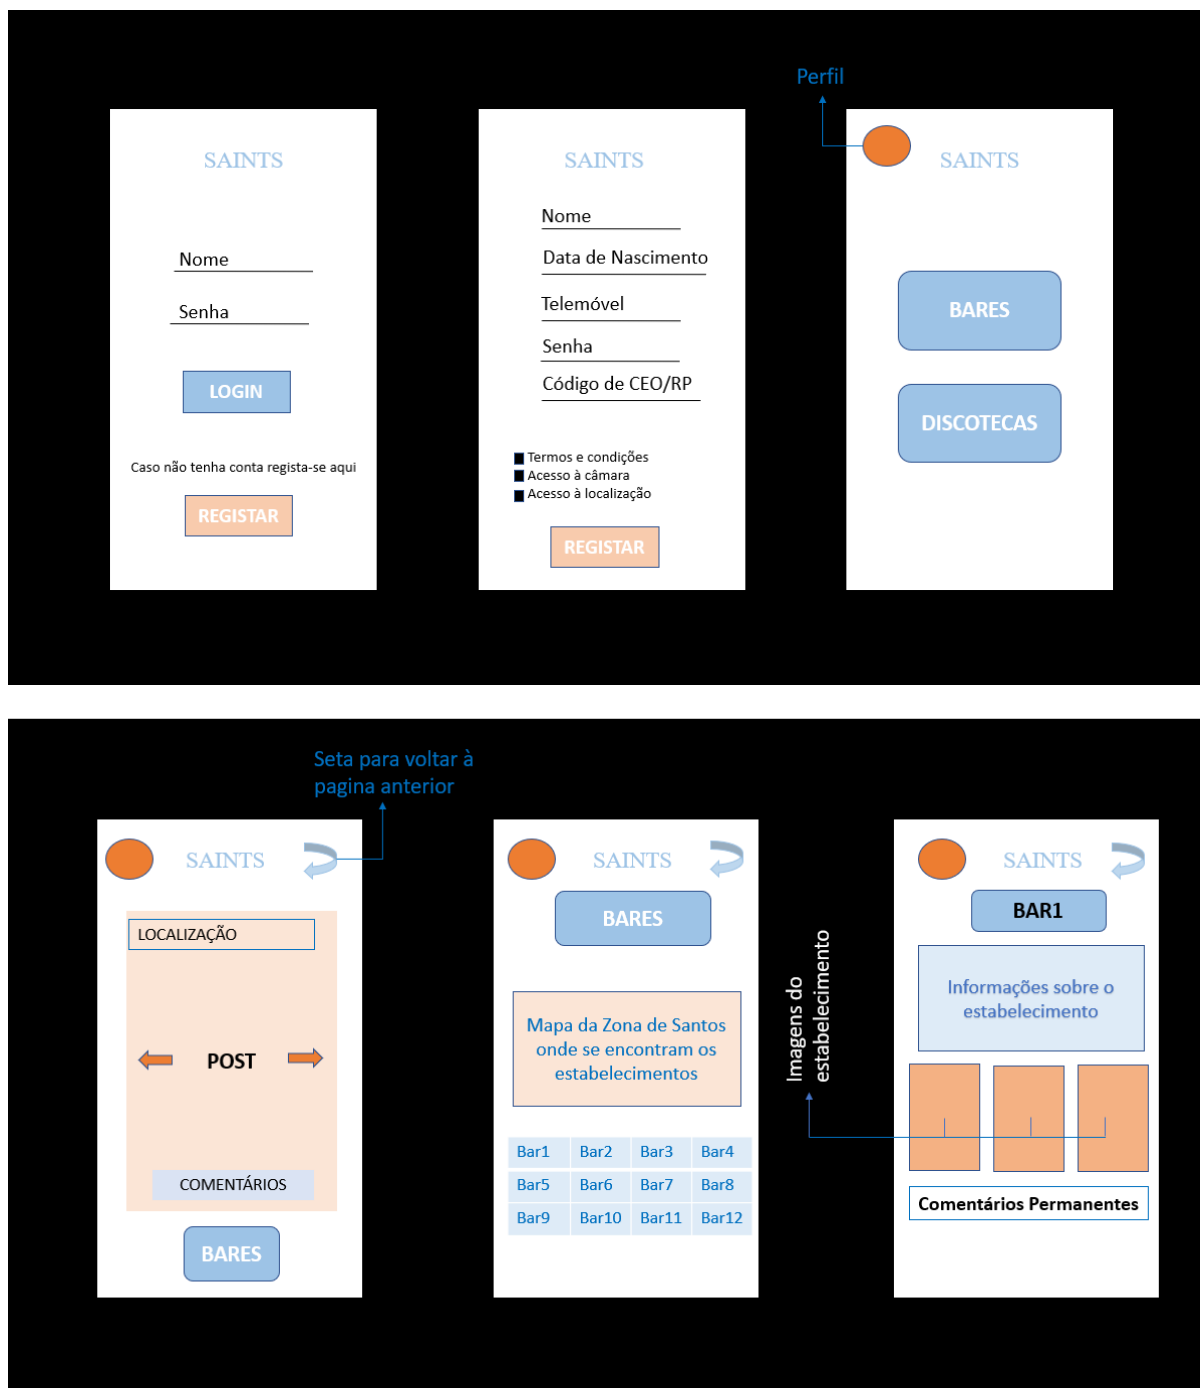 Perfil
SAINTS
Nome
Senha
LOGIN
Caso não tenha conta regista-se aqui
REGISTAR
SAINTS
Nome
Data de Nascimento
Telemóvel
Senha
Código de CEO/RP
Termos e condições
Acesso à câmara
Acesso à localização
REGISTAR
SAINTS
BARES
DISCOTECAS
Seta para voltar à
pagina anterior
SAINTS
LOCALIZAÇÃO
POST
COMENTÁRIOS
BARES
SAINTS
BARES
Mapa da Zona de Santos
onde se encontram os
estabelecimentos
Bar1 Bar2 Bar3 Bar4
Bar5 Bar6 Bar7 Bar8
Bar9 Bar10 Bar11 Bar12
Imagens do
estabelecimento
SAINTS
BAR1
Informações sobre o
estabelecimento
Comentários Permanentes